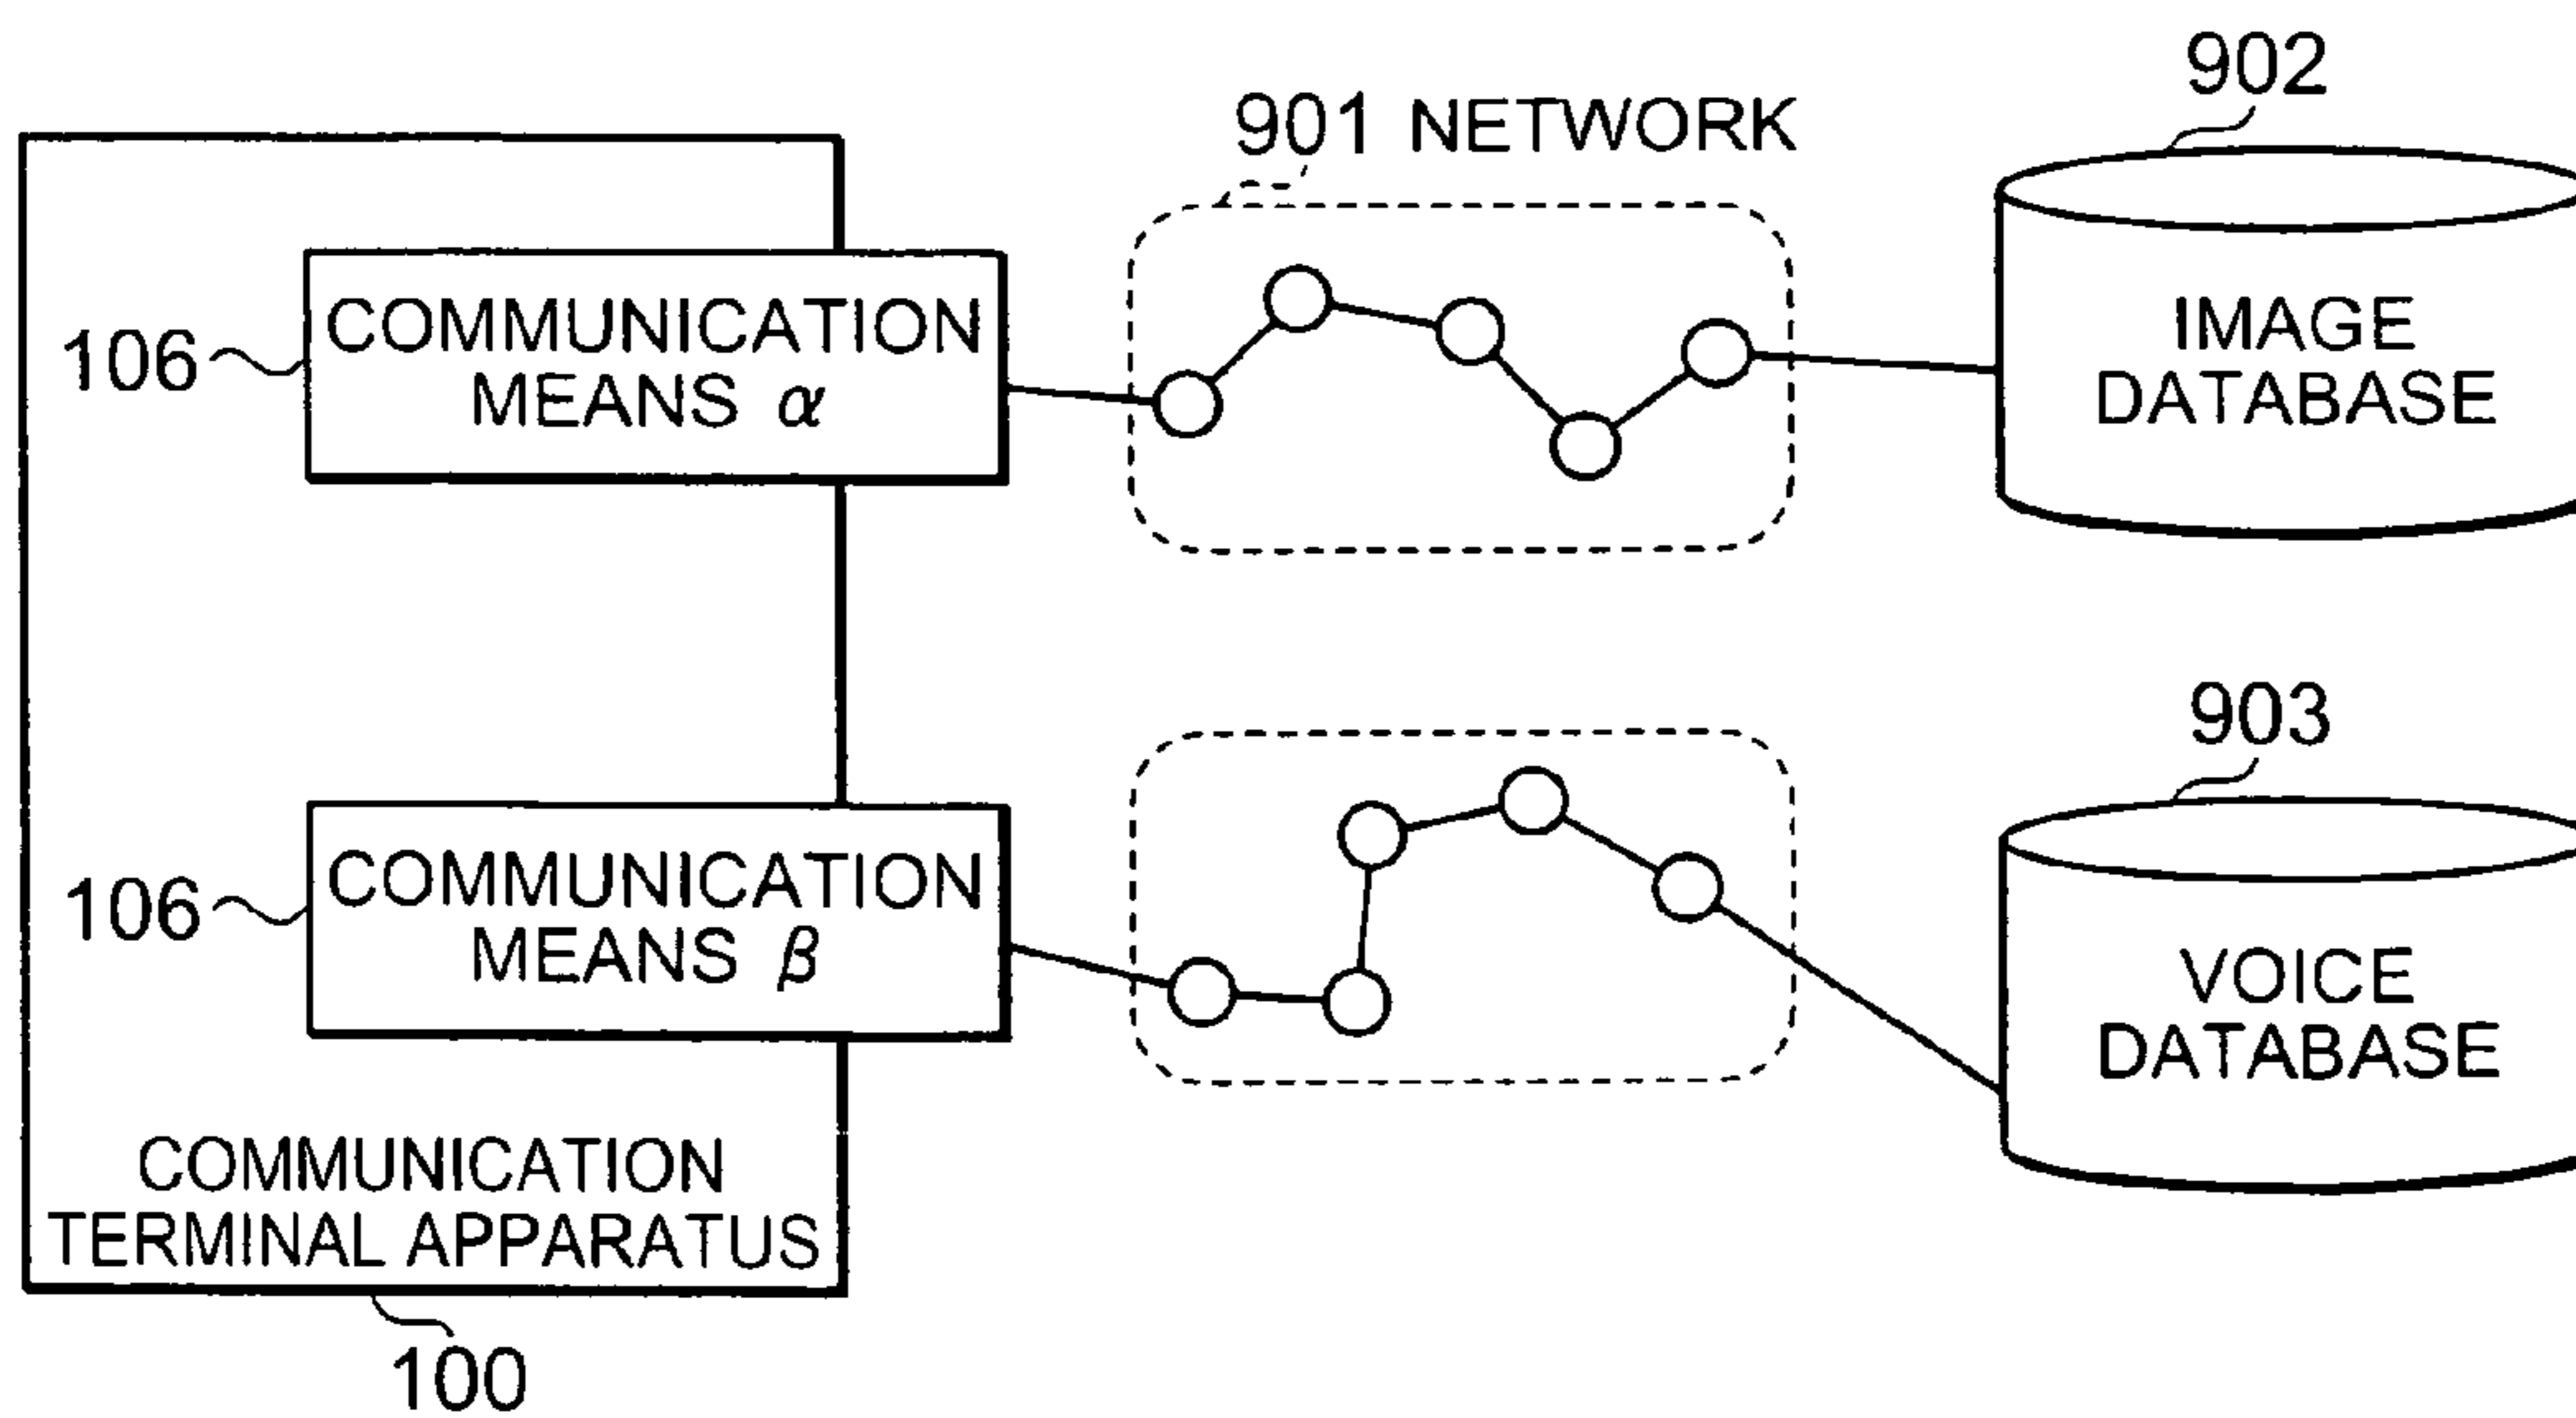 902
901 NETWORK
106
COMMUNICATION
MEANS α
IMAGE
DATABASE
903
106
COMMUNICATION
MEANS β
VOICE
DATABASE
COMMUNICATION
TERMINAL APPARATUS
100